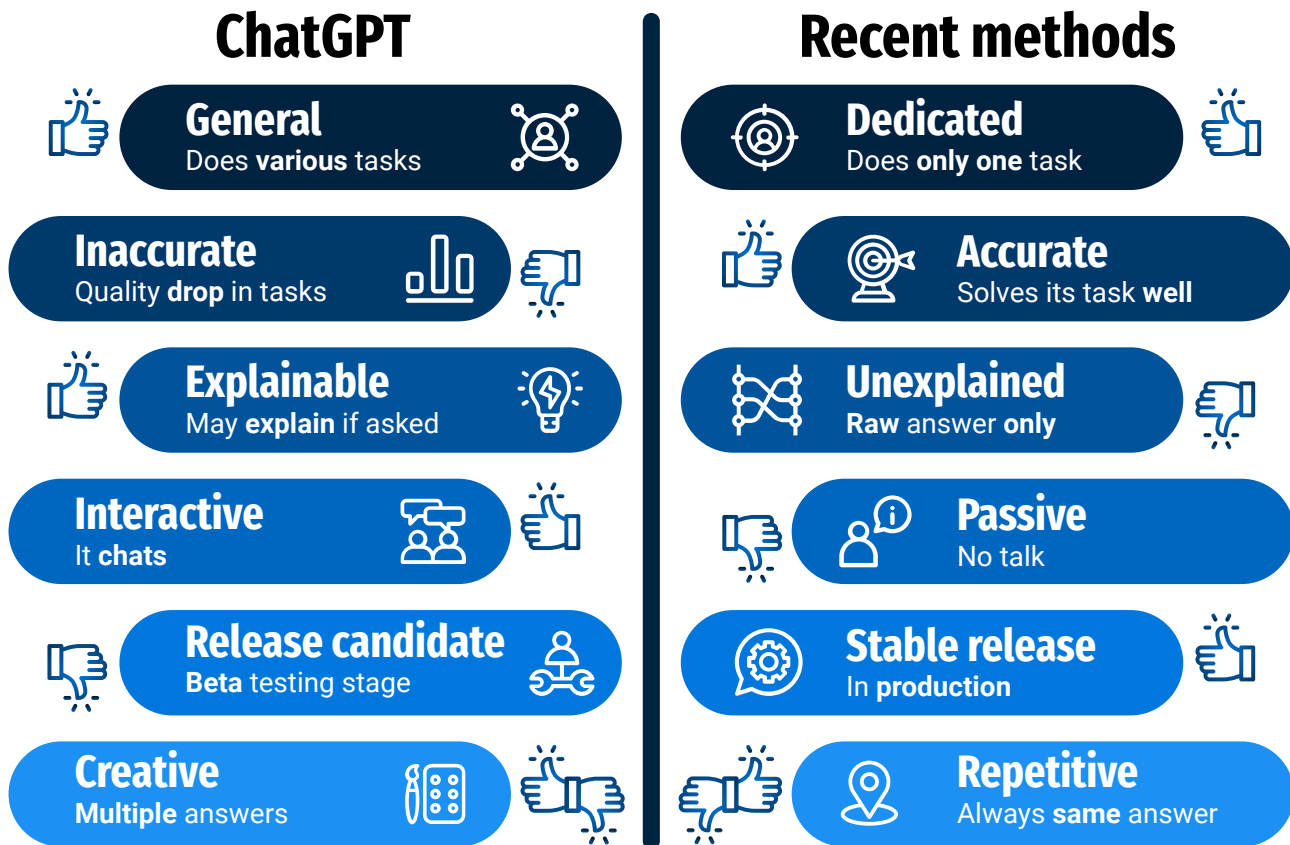 ChatGPT
General
Does various tasks
Inaccurate
Quality drop in tasks
Explainable
May explain if asked
Interactive
It chats
Release candidate
Beta testing stage
Creative
Multiple answers
Recent methods
Dedicated
Does only one task
Accurate
Solves its task well
Unexplained
Raw answer only
Passive
No talk
Stable release
In production
Repetitive
Always same answer